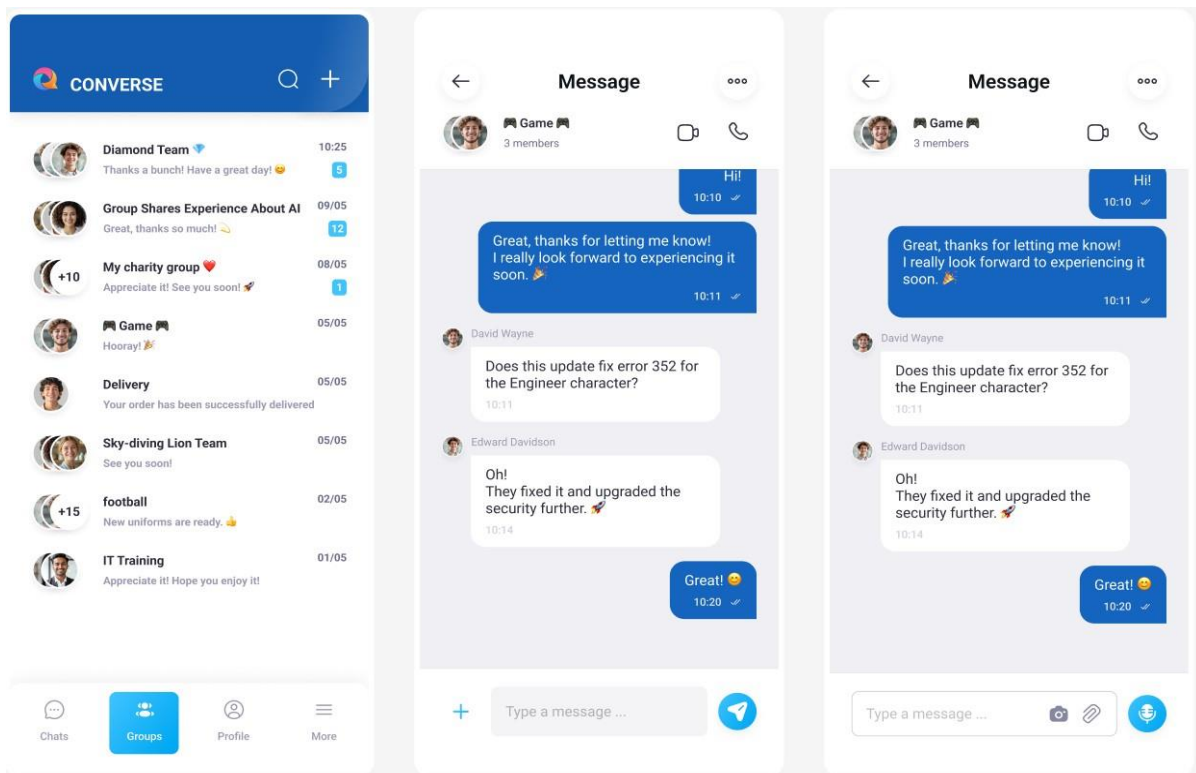 CONVERSE
Diamond Team 💎 10:25
Thanks a bunch! Have a great day! 😊 5
Group Shares Experience About AI 09/05
Great, thanks so much! 💫 12
+10 My charity group ❤️ 08/05
Appreciate it! See you soon! 🚀 1
🎮 Game 🎮 05/05
Hooray! 🎉
Delivery 05/05
Your order has been successfully delivered
Sky-diving Lion Team 05/05
See you soon!
+15 football 02/05
New uniforms are ready. 👍
IT Training 01/05
Appreciate it! Hope you enjoy it!
Chats Groups Profile More
Message
🎮 Game 🎮
3 members
Hi!
10:10
Great, thanks for letting me know!
I really look forward to experiencing it
soon. 🎉
10:11
David Wayne
Does this update fix error 352 for
the Engineer character?
10:11
Edward Davidson
Oh!
They fixed it and upgraded the
security further. 🚀
10:14
Great! 😊
10:20
Type a message ...
Message
🎮 Game 🎮
3 members
Hi!
10:10
Great, thanks for letting me know!
I really look forward to experiencing it
soon. 🎉
10:11
David Wayne
Does this update fix error 352 for
the Engineer character?
10:11
Edward Davidson
Oh!
They fixed it and upgraded the
security further. 🚀
10:14
Great! 😊
10:20
Type a message ...